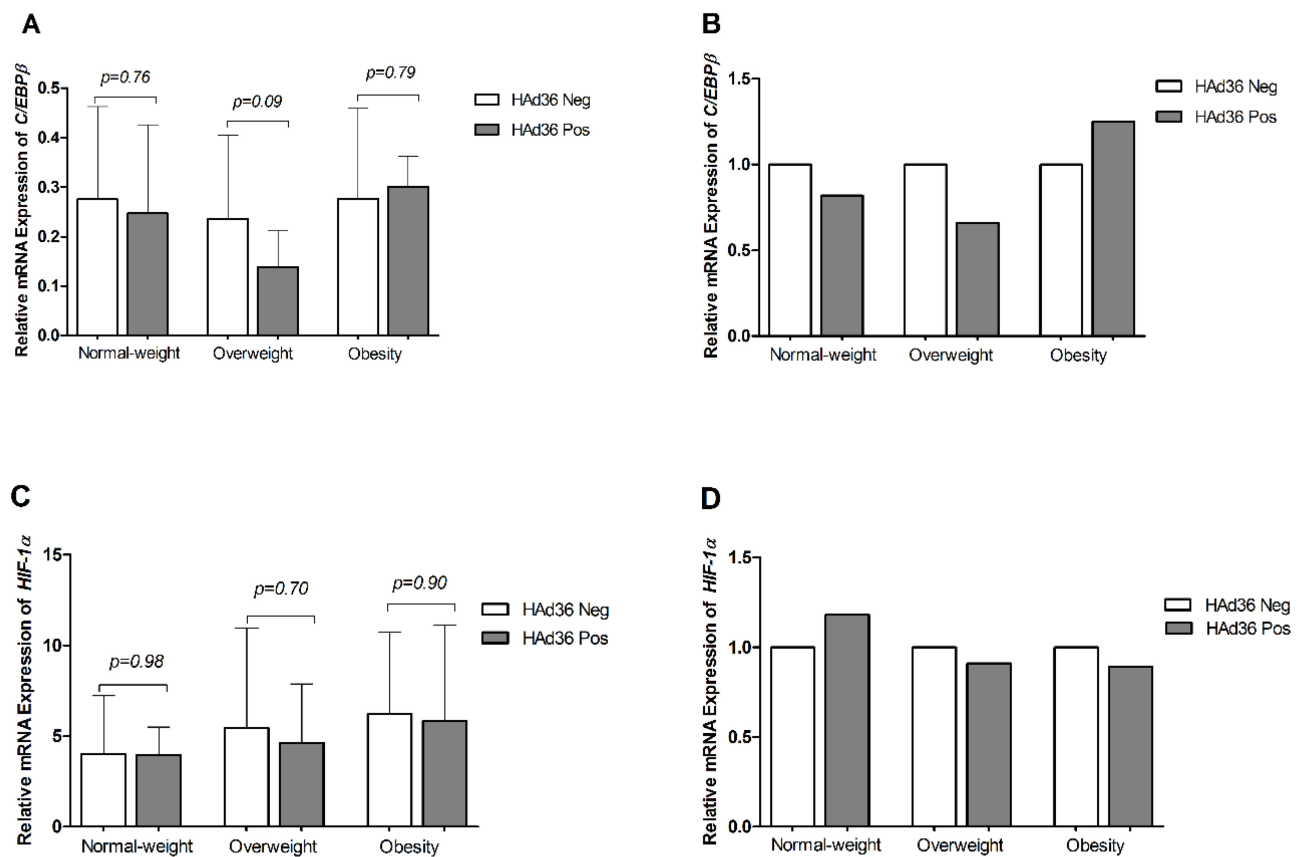 A
Relative mRNA Expression of C/EBPβ
0.5
0.4
0.3
0.2
0.1
0.0
p=0.76
p=0.09
p=0.79
HAd36 Neg
HAd36 Pos
Normal-weight
Overweight
Obesity
B
Relative mRNA Expression of C/EBPβ
1.5
1.0
0.5
0.0
HAd36 Neg
HAd36 Pos
Normal-weight
Overweight
Obesity
C
Relative mRNA Expression of HIF-1α
15
10
5
0
p=0.98
p=0.70
p=0.90
HAd36 Neg
HAd36 Pos
Normal-weight
Overweight
Obesity
D
Relative mRNA Expression of HIF-1α
1.5
1.0
0.5
0.0
HAd36 Neg
HAd36 Pos
Normal-weight
Overweight
Obesity